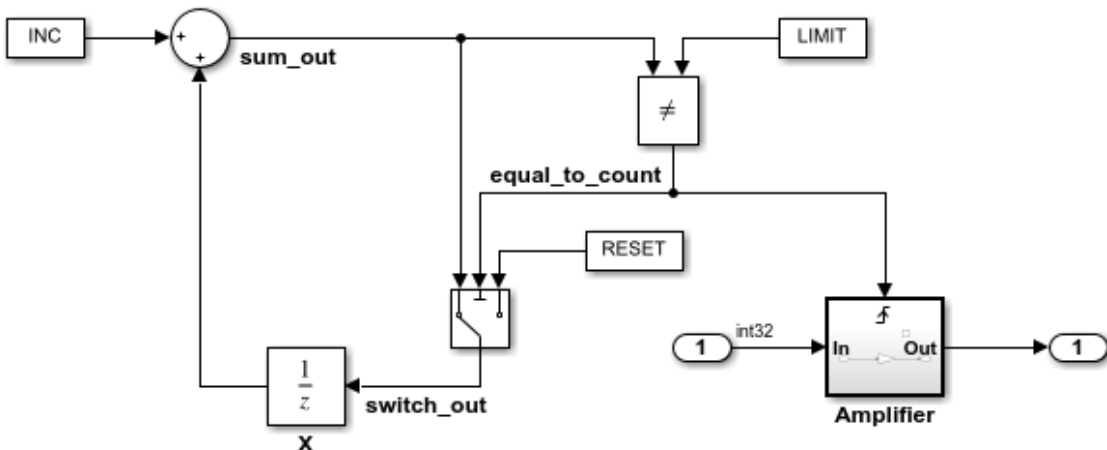 INC
LIMIT
+
+
sum_out
≠
equal_to_count
RESET
1
int32
In
Out
1
1
z
switch_out
Amplifier
x